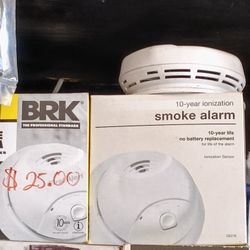 BRK
THE PROFESSIONAL STANDARD
$ 25.00
10
10-year ionization
smoke alarm
10-year life
no battery replacement
for life of the alarm
Ionization Sensor